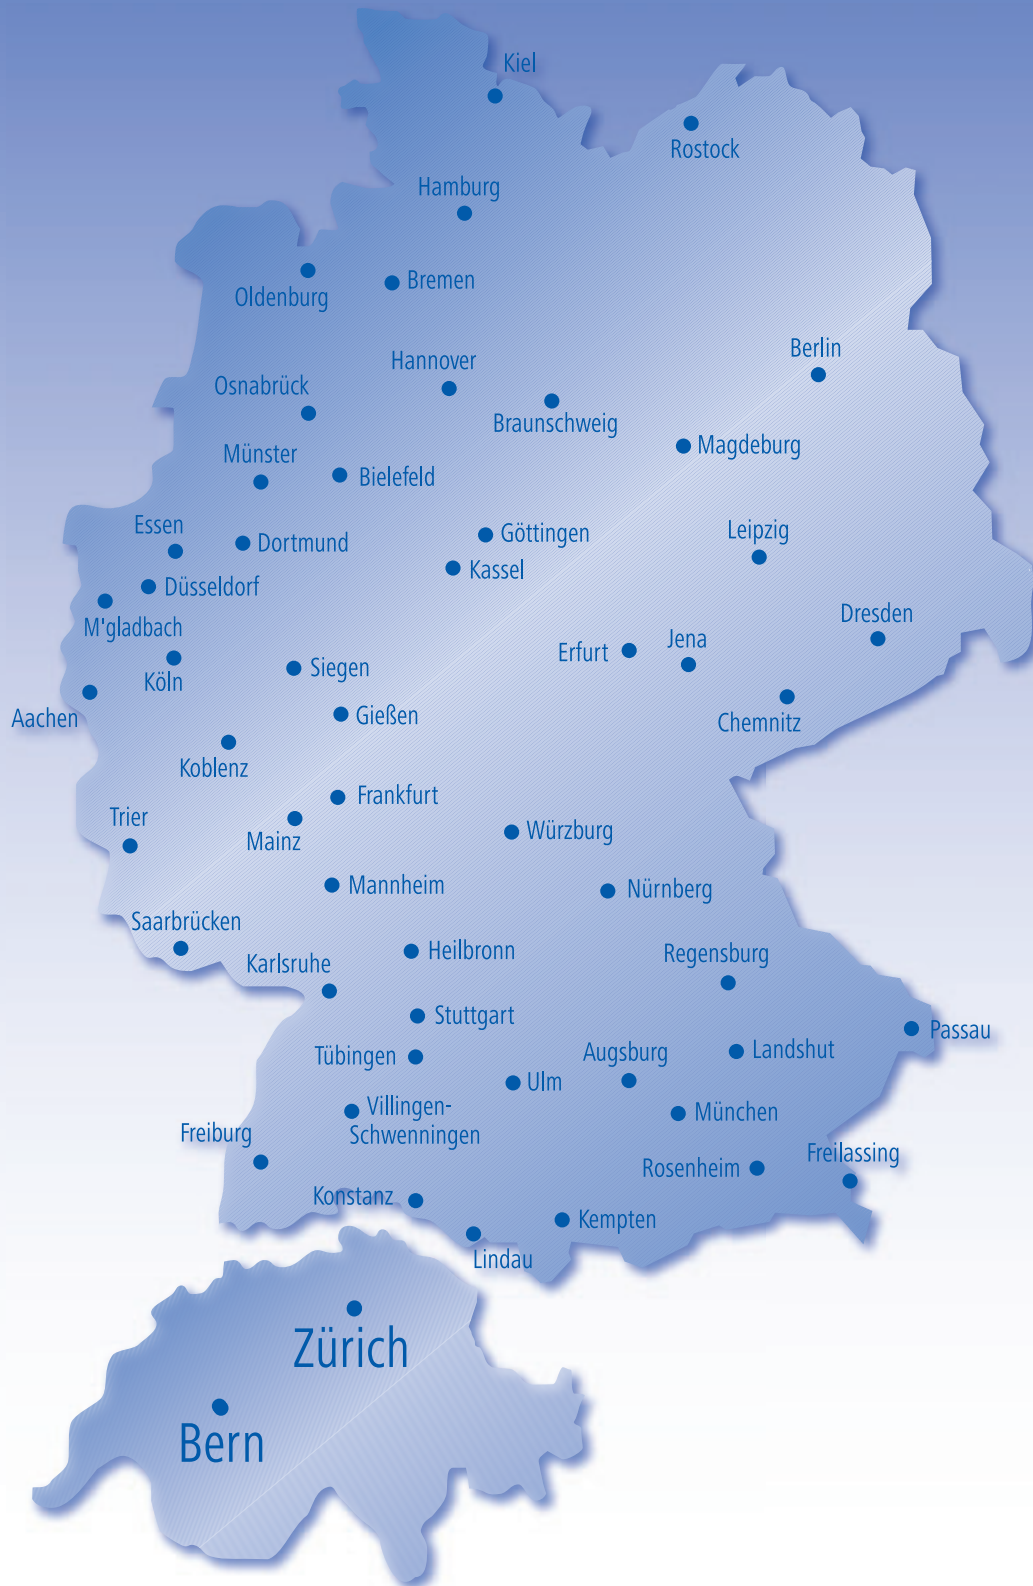 Kiel
Rostock
Hamburg
Oldenburg
Bremen
Berlin
Hannover
Osnabrück
Braunschweig
Magdeburg
Münster
Bielefeld
Essen
Dortmund
Göttingen
Leipzig
Kassel
Düsseldorf
M'gladbach
Dresden
Jena
Erfurt
Siegen
Köln
Aachen
Gießen
Chemnitz
Koblenz
Frankfurt
Trier
Mainz
Würzburg
Mannheim
Nürnberg
Saarbrücken
Heilbronn
Regensburg
Karlsruhe
Stuttgart
Passau
Tübingen
Augsburg
Landshut
Ulm
Villingen-
Schwenningen
München
Freiburg
Freilassing
Rosenheim
Konstanz
Kempten
Lindau
Zürich
Bern